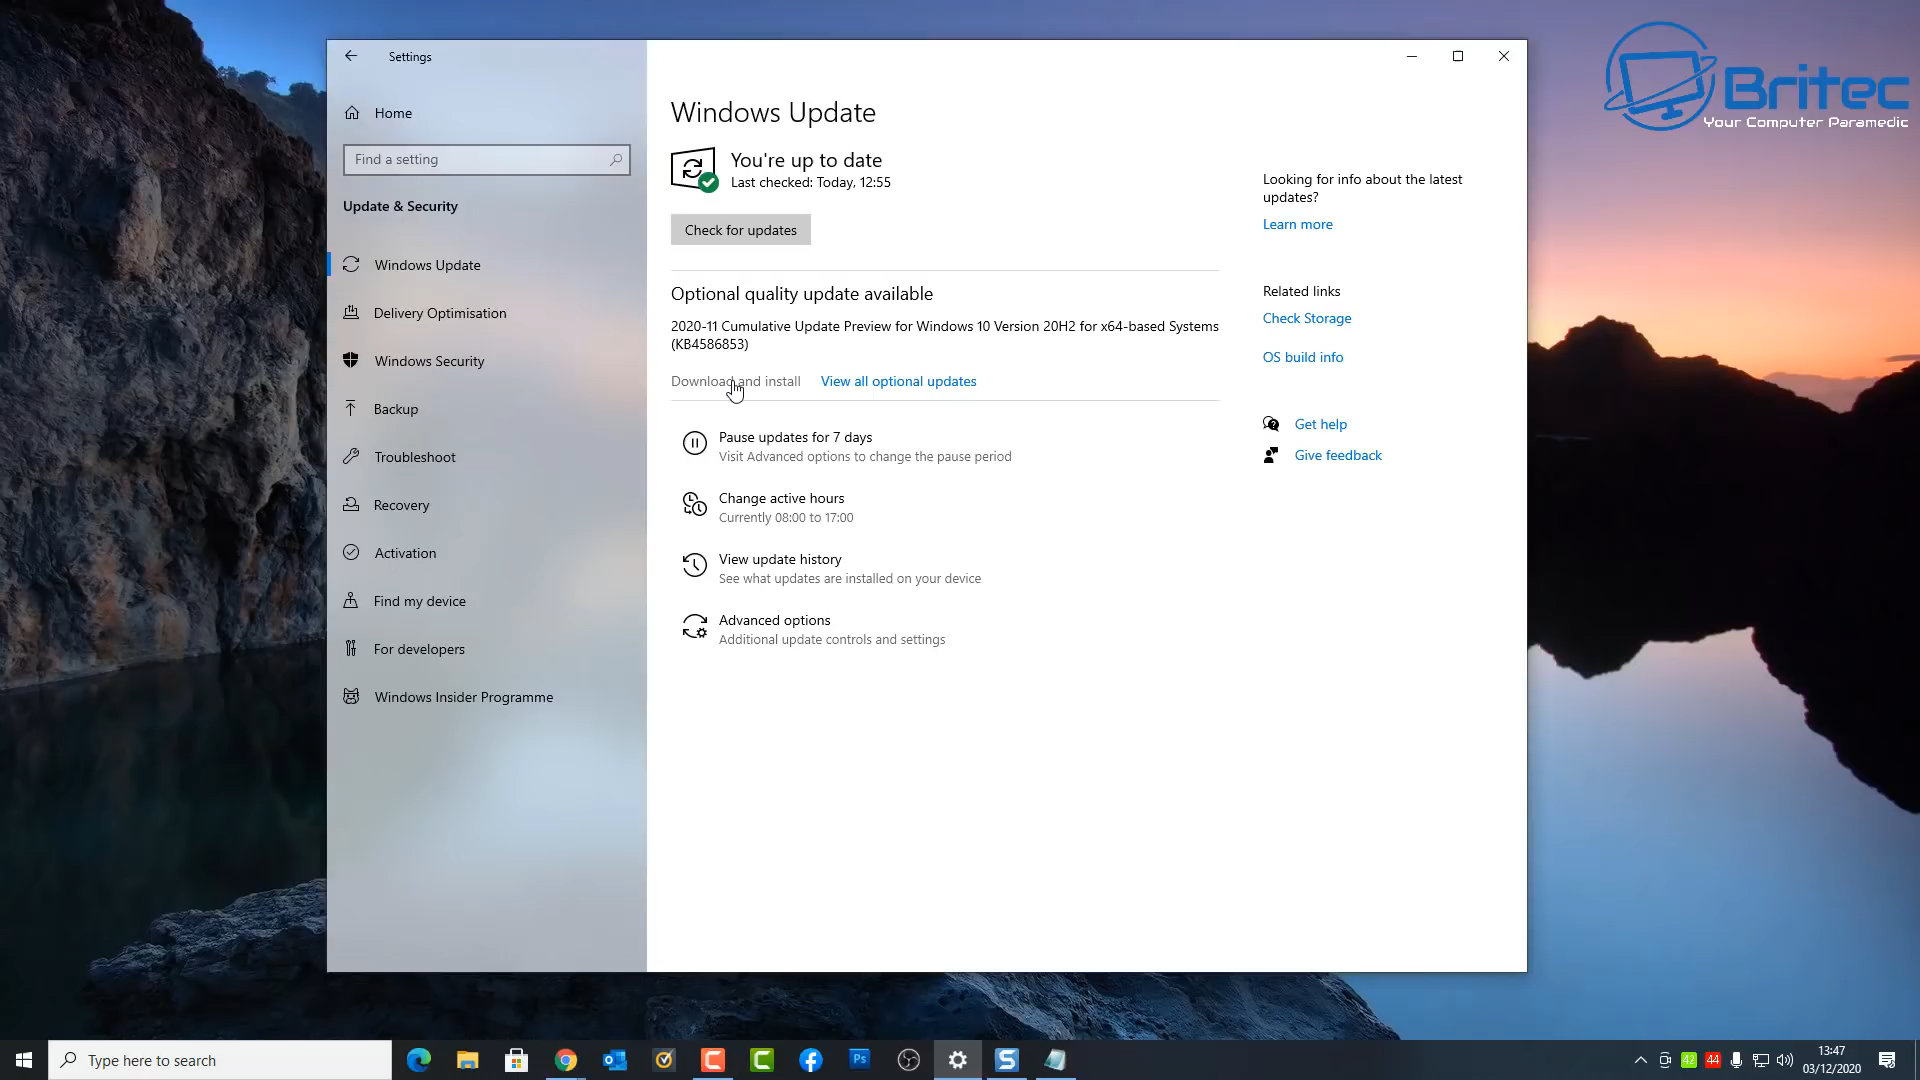 Settings
Home
Find a setting
Update & Security
Windows Update
Delivery Optimisation
Windows Security
Backup
Troubleshoot
Recovery
Activation
Find my device
For developers
Windows Insider Programme
Windows Update
You're up to date
Last checked: Today, 12:55
Check for updates
Optional quality update available
2020-11 Cumulative Update Preview for Windows 10 Version 20H2 for x64-based Systems
(KB4586853)
Download and install View all optional updates
Pause updates for 7 days
Visit Advanced options to change the pause period
Change active hours
Currently 08:00 to 17:00
View update history
See what updates are installed on your device
Advanced options
Additional update controls and settings
Looking for info about the latest
updates?
Learn more
Related links
Check Storage
OS build info
Get help
Give feedback
Britec
Your Computer Paramedic
Type here to search
Ps
S
42
44
13:47
03/12/2020